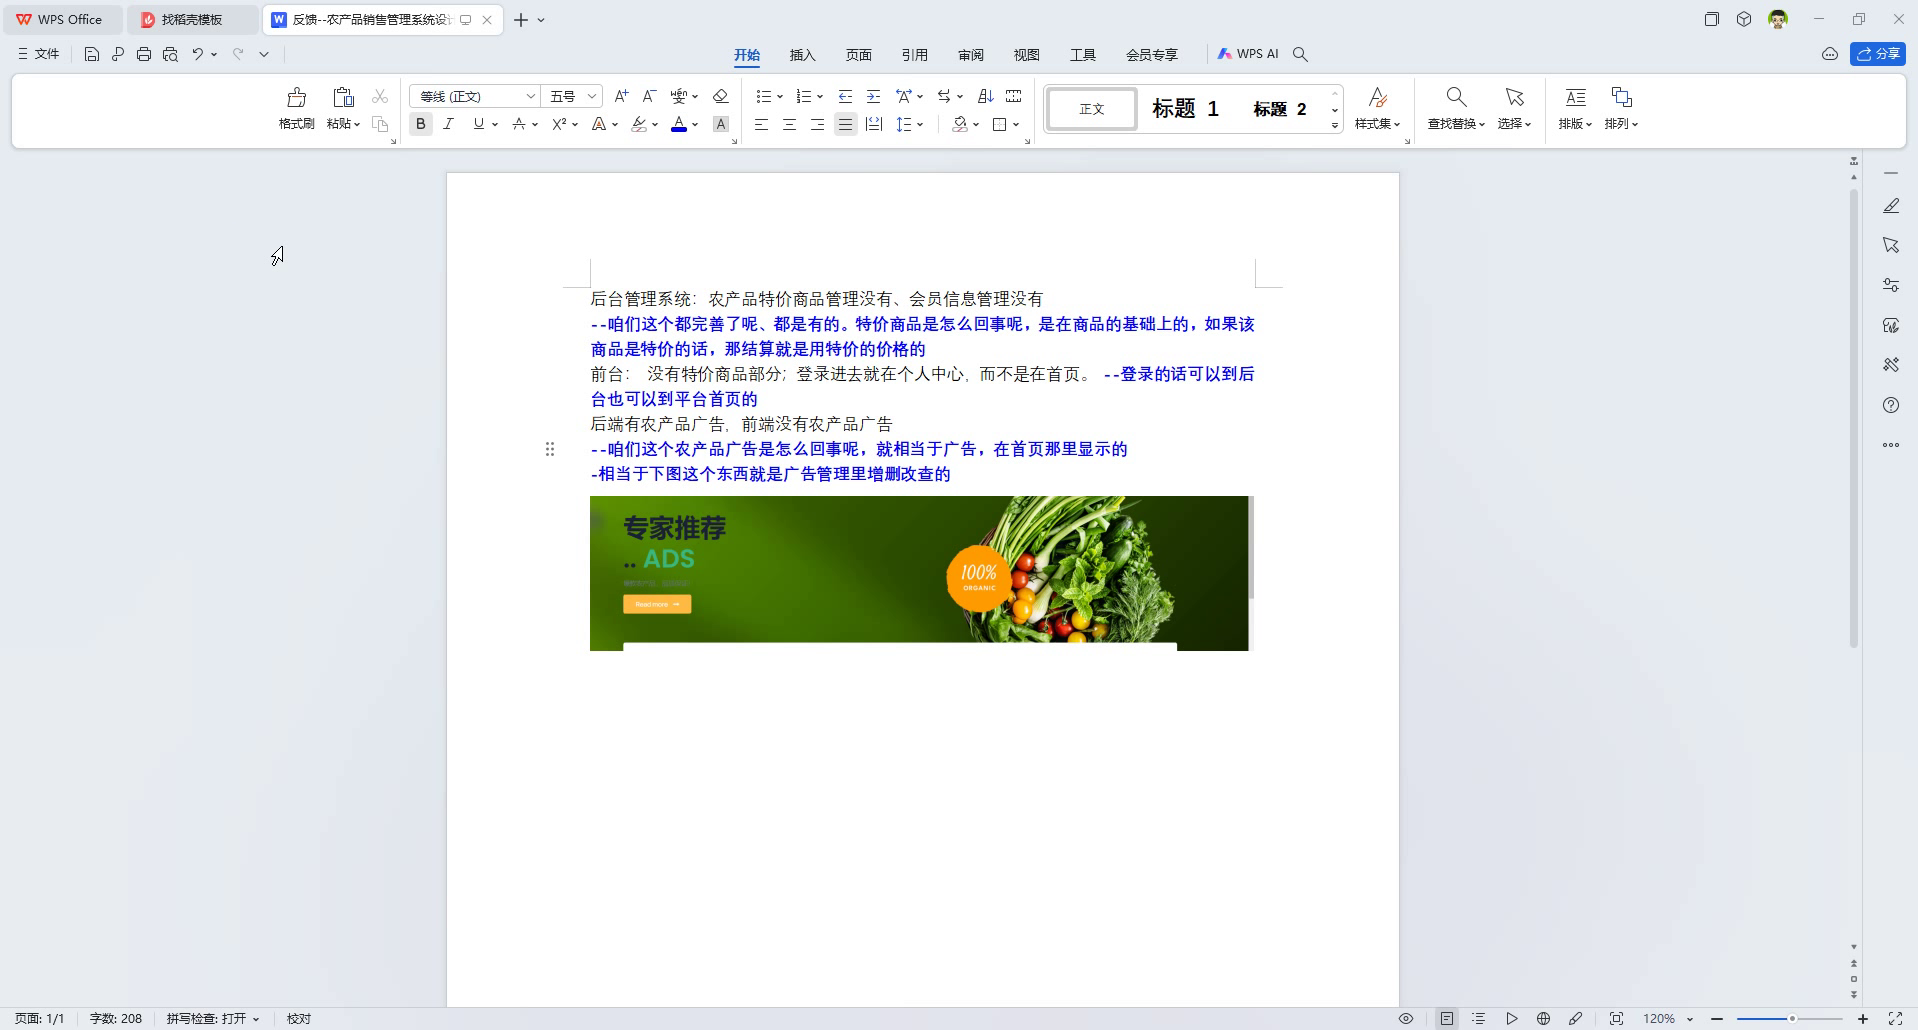 WPS Office 找稻壳模板 反馈--农产品销售管理系统设
文件 开始 插入 页面 引用 审阅 视图 工具 会员专享 WPS AI 分享
等线 (正文) 五号 正文 标题 1 标题 2
格式刷 粘贴 样式集 查找替换 选择 排版 排列
后台管理系统：农产品特价商品管理没有、会员信息管理没有
--咱们这个都完善了呢、都是有的。特价商品是怎么回事呢，是在商品的基础上的，如果该
商品是特价的话，那结算就是用特价的价格的
前台： 没有特价商品部分；登录进去就在个人中心，而不是在首页。 --登录的话可以到后
台也可以到平台首页的
后端有农产品广告，前端没有农产品广告
--咱们这个农产品广告是怎么回事呢，就相当于广告，在首页那里显示的
-相当于下图这个东西就是广告管理里增删改查的
专家推荐
.. ADS
Read more →
100%
ORGANIC
页面: 1/1 字数: 208 拼写检查: 打开 校对 120%